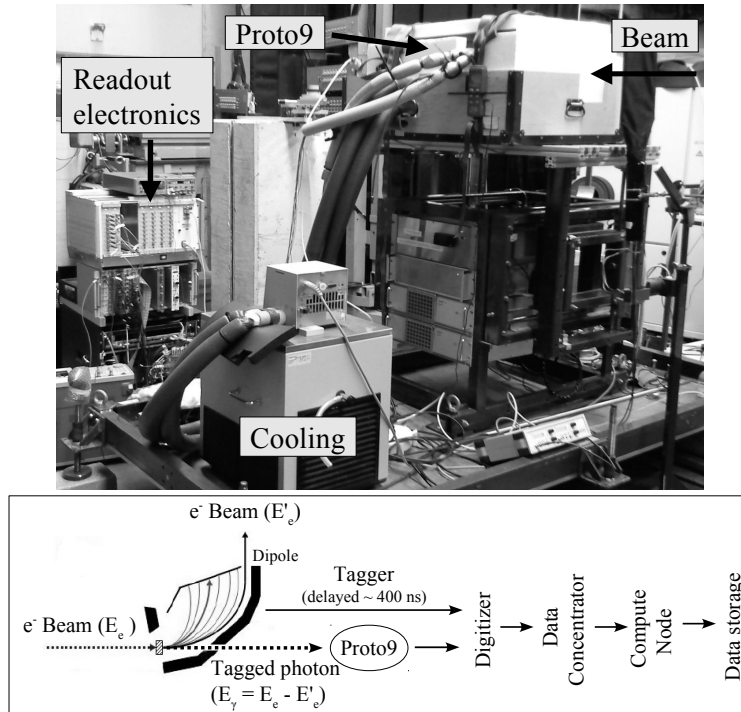 Proto9
Beam
Readout
electronics
Cooling
e⁻ Beam (E'ₑ)
Dipole
Tagger
(delayed ~ 400 ns)
e⁻ Beam (Eₑ )
Proto9
Tagged photon
(Eᵧ = Eₑ - E'ₑ)
Digitizer
Data
Concentrator
Compute
Node
Data storage